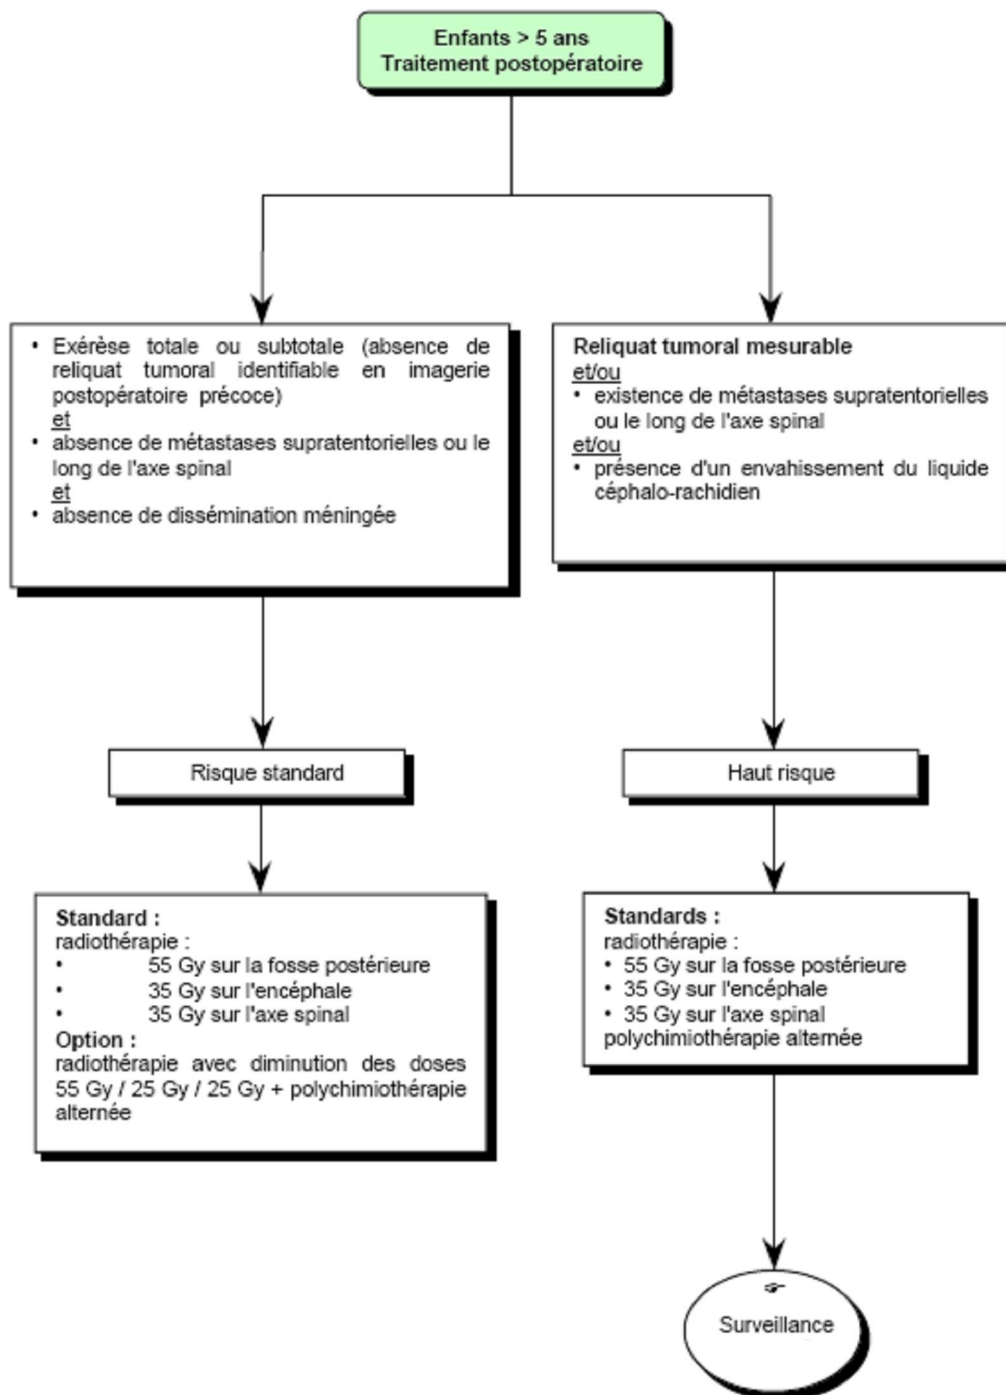 Enfants > 5 ans
Traitement postopératoire
• Exérèse totale ou subtotale (absence de
reliquat tumoral identifiable en imagerie
postopératoire précoce)
et
• absence de métastases supratentorielles ou le
long de l'axe spinal
et
• absence de dissémination méningée
Reliquat tumoral mesurable
et/ou
• existence de métastases supratentorielles
ou le long de l'axe spinal
et/ou
• présence d'un envahissement du liquide
céphalo-rachidien
Risque standard
Haut risque
Standard :
radiothérapie :
• 55 Gy sur la fosse postérieure
• 35 Gy sur l'encéphale
• 35 Gy sur l'axe spinal
Option :
radiothérapie avec diminution des doses
55 Gy / 25 Gy / 25 Gy + polychimiothérapie
alternée
Standards :
radiothérapie :
• 55 Gy sur la fosse postérieure
• 35 Gy sur l'encéphale
• 35 Gy sur l'axe spinal
polychimiothérapie alternée
☞
Surveillance